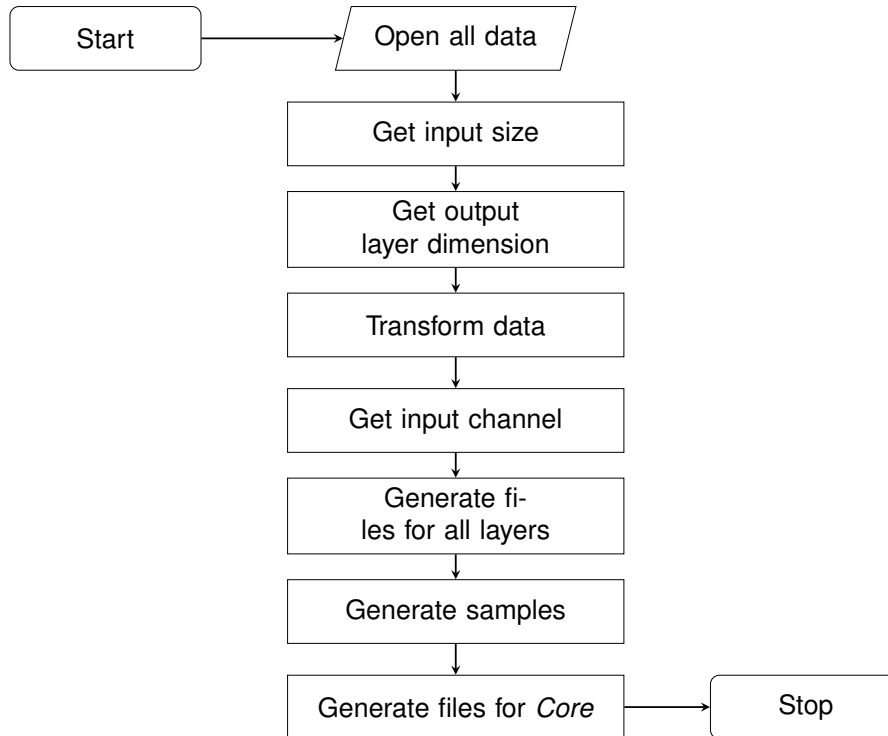 Start
Open all data
Get input size
Get output
layer dimension
Transform data
Get input channel
Generate fi-
les for all layers
Generate samples
Generate files for Core
Stop